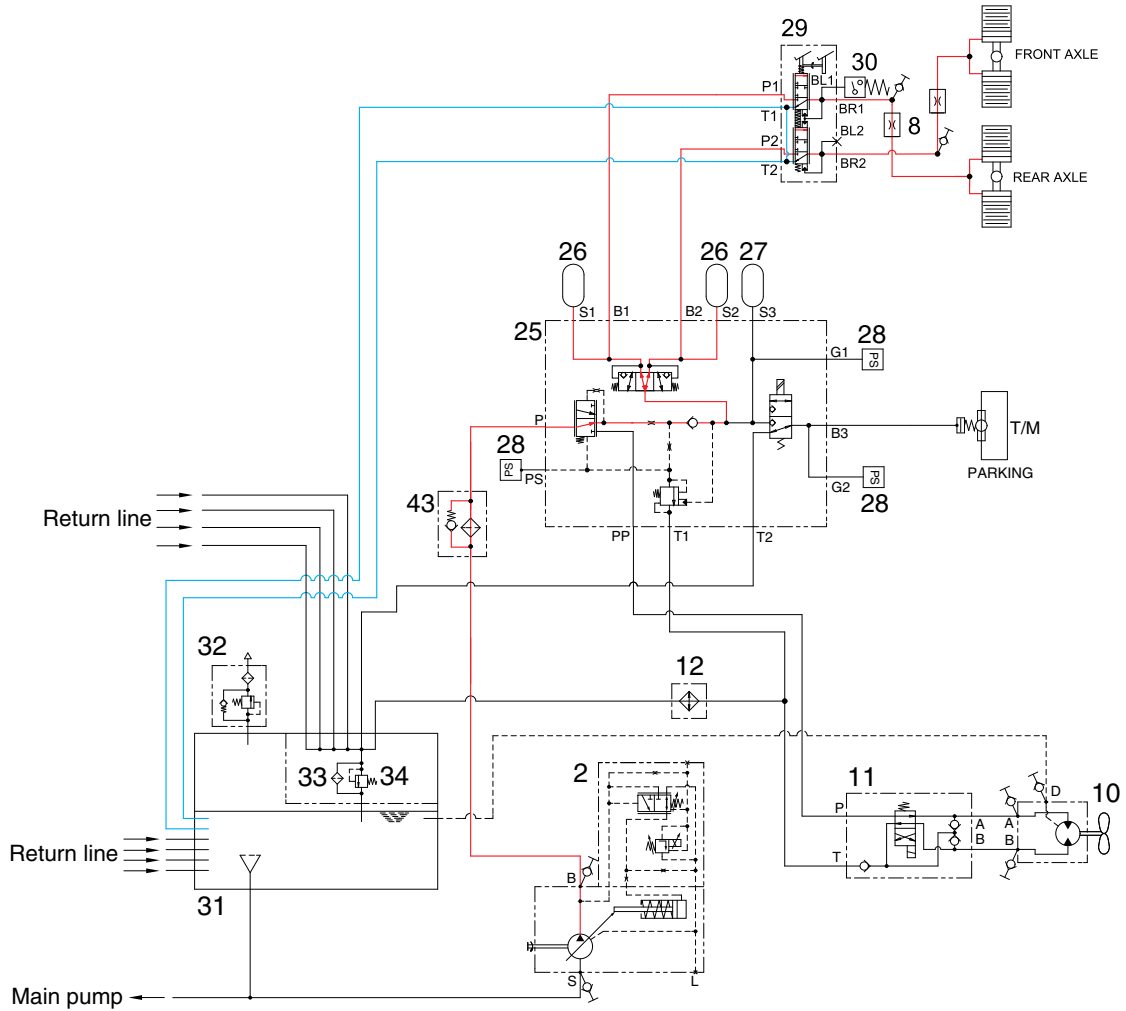 29
30
FRONT AXLE
BL1
P1
BR1
T1
8
BL2
P2
BR2
T2
REAR AXLE
26
26
27
S1
B1
B2
S2
S3
25
28
G1
PS
P
T/M
B3
28
PS
PS
PARKING
G2
PS
28
43
Return line
PP
T1
T2
32
12
33
34
2
11
D
10
P
A
A
B
B
T
Return line
B
31
S
L
Main pump